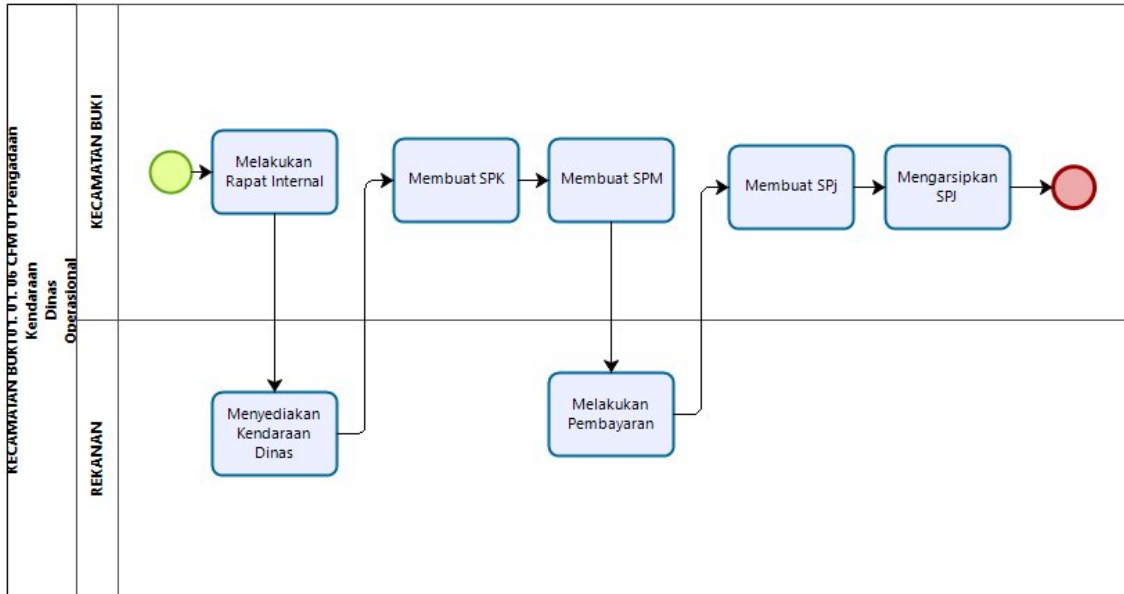 KECAMATAN BUKI 01. 01. 06 CFM 01 Pengadaan
Kendaraan
Dinas
Operasional
KECAMATAN BUKI
Melakukan
Rapat Internal
Membuat SPK
Membuat SPM
Membuat SPj
Mengarsipkan
SPJ
REKANAN
Menyediakan
Kendaraan
Dinas
Melakukan
Pembayaran